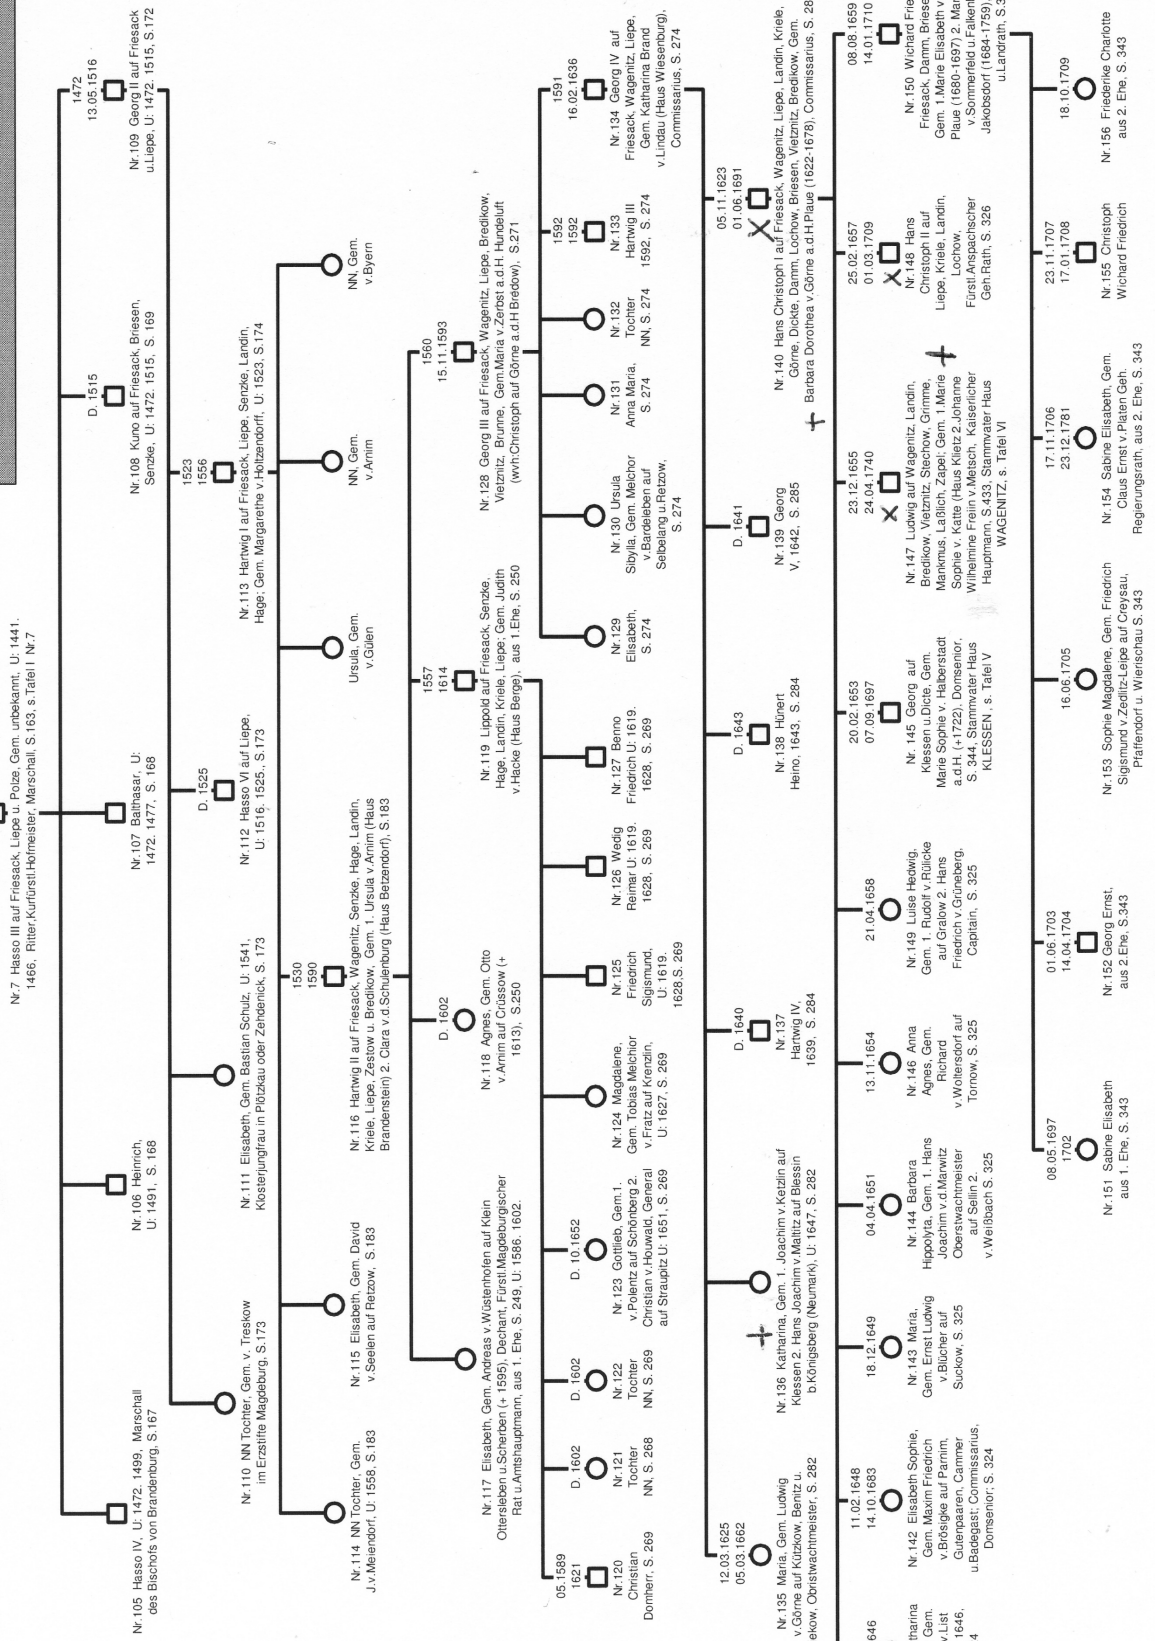 Nr.7 Hasso III auf Friesack, Liepe u. Polze, Gem. unbekannt, U: 1441.
1466, Ritter,Kurfürstl.Hofmeister, Marschall, S.163, s.Tafel I Nr.7
Nr.105 Hasso IV, U: 1472. 1499, Marschall
des Bischofs von Brandenburg, S.167
Nr.106 Heinrich,
U: 1491, S. 168
Nr.107 Balthasar, U:
1472. 1477, S. 168
D. 1515
Nr.108 Kuno auf Friesack, Briesen,
Senzke, U: 1472. 1515, S. 169
1472
13.05.1516
Nr.109 Georg II auf Friesack
u.Liepe, U: 1472. 1515, S.172
Nr.110 NN Tochter, Gem. v. Treskow
im Erzstifte Magdeburg, S.173
Nr.111 Elisabeth, Gem. Bastian Schulz, U: 1541,
Klosterjungfrau in Plötzkau oder Zehdenick, S. 173
D. 1525
Nr.112 Hasso VI auf Liepe,
U: 1516. 1525., S.173
1523
1556
Nr.113 Hartwig I auf Friesack, Liepe, Senzke, Landin,
Hage; Gem. Margarethe v.Holtzendorff, U: 1523, S.174
Nr.114 NN Tochter, Gem.
J.v.Meiendorf, U: 1558, S.183
Nr.115 Elisabeth, Gem. David
v.Seelen auf Retzow, S.183
1530
1590
Nr.116 Hartwig II auf Friesack, Wagenitz, Senzke, Hage, Landin,
Kriele, Liepe, Zestow u. Bredikow, Gem. 1. Ursula v.Arnim (Haus
Brandenstein) 2. Clara v.d.Schulenburg (Haus Betzendorf), S.183
Ursula, Gem.
v.Gülen
NN, Gem.
v.Arnim
NN, Gem.
v.Byern
Nr.117 Elisabeth, Gem. Andreas v.Wüstenhofen auf Klein
Ottersleben u.Scherben (+ 1595), Dechant, Fürstl.Magdeburgischer
Rat u.Amtshauptmann, aus 1. Ehe, S. 249, U: 1586. 1602.
D. 1602
Nr.118 Agnes, Gem. Otto
v.Arnim auf Crüssow (+
1613), S.250
1557
1614
Nr.119 Lippold auf Friesack, Senzke,
Hage, Landin, Kriele, Liepe; Gem. Judith
v.Hacke (Haus Berge), aus 1.Ehe, S. 250
1560
15.11.1593
Nr.128 Georg III auf Friesack, Wagenitz, Liepe, Bredikow,
Vietznitz, Brunne, Gem.Maria v.Zerbst a.d.H. Hundeluft
(wvh:Christoph auf Görne a.d.H Bredow), S.271
05.1589
1621
Nr.120
Christian
Domherr, S. 269
D. 1602
Nr.121
Tochter
NN, S. 268
D. 1602
Nr.122
Tochter
NN, S. 269
D. 10.1652
Nr.123 Gottlieb, Gem.1.
v.Polentz auf Schönberg 2.
Christian v.Houwald, General
auf Straupitz U: 1651, S. 269
Nr.124 Magdalene,
Gem. Tobias Melchior
v.Fratz auf Krenzlin,
U: 1627, S. 269
Nr.125
Friedrich
Sigismund,
U: 1619.
1628,S. 269
Nr.126 Wedig
Reimar U: 1619.
1628, S. 269
Nr.127 Benno
Friedrich U: 1619.
1628, S. 269
Nr.129
Elisabeth,
S. 274
Nr.130 Ursula
Sibylla, Gem. Melchor
v.Bardeleben auf
Selbelang u.Retzow,
S. 274
Nr.131
Anna Maria.
S. 274
Nr.132
Tochter
NN, S. 274
1592
1592
Nr.133
Hartwig III
1592, S. 274
1591
16.02.1636
Nr.134 Georg IV auf
Friesack, Wagenitz, Liepe,
Gem. Katharina Brand
v.Lindau (Haus Wiesenburg),
Commissarius, S. 274
12.03.1625
05.03.1662
Nr.135 Maria, Gem. Ludwig
v.Görne auf Kützkow, Benitz u.
ekow, Obristwachtmeister, S. 282
+
Nr.136 Katharina, Gem. 1. Joachim v.Ketzlin auf
Klessen 2. Hans Joachim v.Maltitz auf Blessin
b.Königsberg (Neumark), U: 1647, S. 282
D. 1640
Nr.137
Hartwig IV,
1639, S. 284
D. 1643
Nr.138 Hünert
Heino, 1643, S. 284
D. 1641
Nr.139 Georg
V, 1642, S. 285
05.11.1623
01.06.1691
X
Nr.140 Hans Christoph I auf Friesack, Wagenitz, Liepe, Landin, Kriele,
Görne, Dickte, Damm, Lochow, Briesen, Vietznitz, Bredikow, Gem.
+ Barbara Dorothea v.Görne a.d.H.Plaue (1622-1678), Commissarius, S. 28
646
tharina
Gem.
v.List
1646,
4
11.02.1648
14.10.1683
Nr.142 Elisabeth Sophie,
Gem. Maxim Friedrich
v.Brösigke auf Parnim,
Gutenpaaren, Cammer
u.Badegast; Commissarius,
Domsenior; S. 324
18.12.1649
Nr.143 Maria,
Gem. Ernst Ludwig
v.Blücher auf
Suckow, S. 325
04.04.1651
Nr.144 Barbara
Hippolyta, Gem. 1. Hans
Joachim v.d.Marwitz
Oberstwachmeister
auf Sellin 2.
v.Weißbach S. 325
13.11.1654
Nr.146 Anna
Agnes, Gem.
Richard
v.Woltersdorf auf
Tornow, S. 325
21.04.1658
Nr.149 Luise Hedwig,
Gem. 1. Rudolf v.Rülicke
auf Gralow 2. Hans
Friedrich v.Grüneberg,
Capitain, S. 325
20.02.1653
07.09.1697
Nr.145 Georg auf
Klessen u.Dicte, Gem.
Marie Sophie v. Halberstadt
a.d.H. (+1722). Domsenior,
S. 344, Stammvater Haus
KLESSEN , s. Tafel V
23.12.1655
24.04.1740
X
Nr.147 Ludwig auf Wagenitz, Landin,
Bredikow, Vietznitz, Stechow, Grimme,
Mankmus, Laßlich, Zapel; Gem. 1.Marie +
Sophie v. Katte (Haus Klietz 2.Johanne
Wilhelmine Freiin v.Metsch, Kaiserlicher
Hauptmann, S.433, Stammvater Haus
WAGENITZ, s. Tafel VI
25.02.1657
01.03.1709
X
Nr.148 Hans
Christoph II auf
Liepe, Kriele, Landin,
Lochow,
Fürstl.Anspachscher
Geh.Rath, S. 326
08.08.1659
14.01.1710
Nr.150 Wichard Frie
Friesack, Damm, Briese
Gem. 1.Marie Elisabeth v
Plaue (1680-1697) 2. Mar
v.Sommerfeld u.Falkenl
Jakobsdorf (1684-1759),
u.Landrath, S.3
08.05.1697
1702
Nr.151 Sabine Elisabeth
aus 1. Ehe, S. 343
01.06.1703
14.04.1704
Nr.152 Georg Ernst,
aus 2.Ehe, S.343
16.06.1705
Nr.153 Sophie Magdalene, Gem. Friedrich
Sigismund v.Zedlitz-Leipe auf Creysau,
Pfaffendorf u. Wierischau S. 343
17.11.1706
23.12.1781
Nr.154 Sabine Elisabeth, Gem.
Claus Ernst v.Platen Geh.
Regierungsrath, aus 2. Ehe, S. 343
23.11.1707
17.01.1708
Nr.155 Christoph
Wichard Friedrich
18.10.1709
Nr.156 Friederike Charlotte
aus 2. Ehe, S. 343